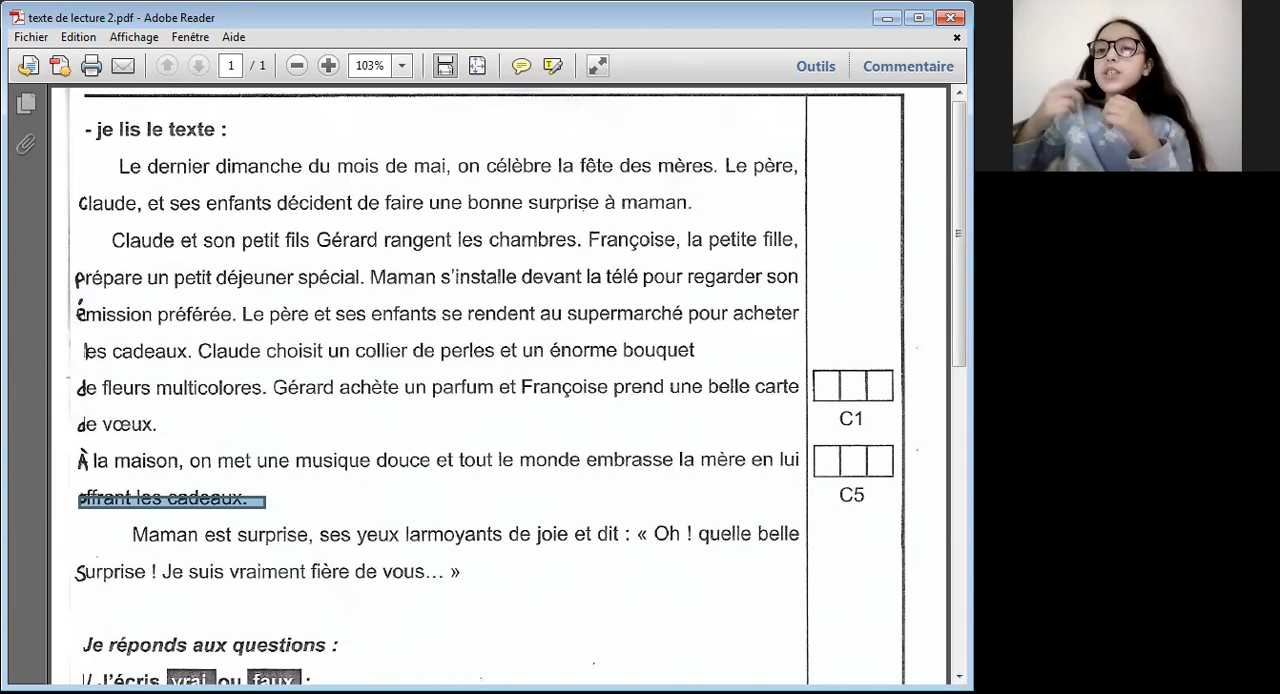 texte de lecture 2.pdf - Adobe Reader
Fichier Edition Affichage Fenêtre Aide
1 / 1 103% Outils Commentaire
- je lis le texte :
Le dernier dimanche du mois de mai, on célèbre la fête des mères. Le père,
Claude, et ses enfants décident de faire une bonne surprise à maman.
Claude et son petit fils Gérard rangent les chambres. Françoise, la petite fille,
prépare un petit déjeuner spécial. Maman s'installe devant la télé pour regarder son
émission préférée. Le père et ses enfants se rendent au supermarché pour acheter
les cadeaux. Claude choisit un collier de perles et un énorme bouquet
de fleurs multicolores. Gérard achète un parfum et Françoise prend une belle carte
de vœux.
À la maison, on met une musique douce et tout le monde embrasse la mère en lui
offrant les cadeaux.
Maman est surprise, ses yeux larmoyants de joie et dit : « Oh ! quelle belle
Surprise ! Je suis vraiment fière de vous… »
C1
C5
Je réponds aux questions :
I/ J'écris vrai ou faux :